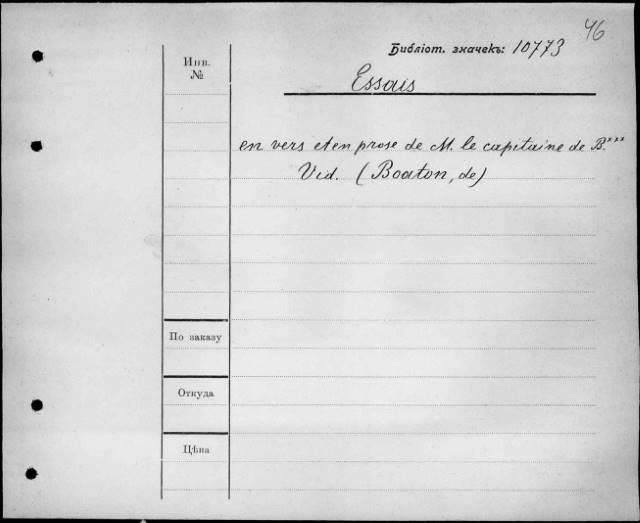 46
Библіот. значекъ: 10773
Инв.
№
Essais
en vers et en prose de M. le capitaine de B.***
Vid. (Boaton, de)
По заказу
Откуда
Цѣна